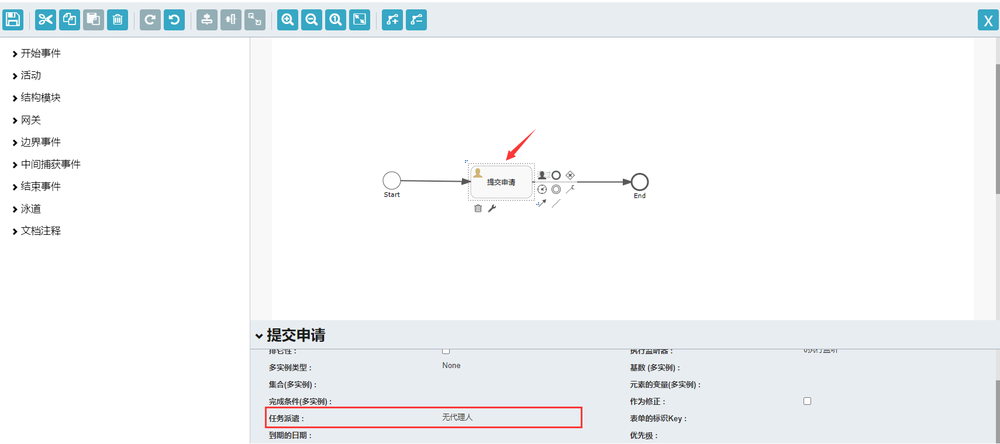 X
开始事件
活动
结构模块
网关
边界事件
中间捕获事件
结束事件
泳道
文档注释
Start
提交申请
End
提交申请
排它性 :
执行监听器 :
0执行监听
多实例类型 :
None
基数 (多实例) :
集合(多实例) :
元素的变量(多实例) :
完成条件(多实例) :
作为修正 :
任务派遣 :
无代理人
表单的标识Key :
到期的日期 :
优先级 :